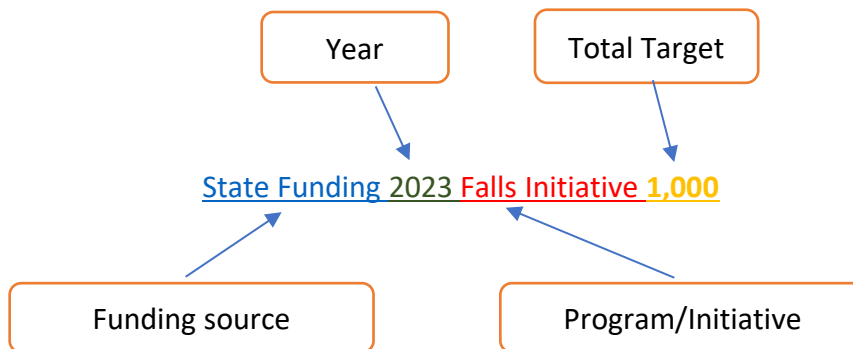 Year
Total Target
State Funding 2023 Falls Initiative 1,000
Funding source
Program/Initiative